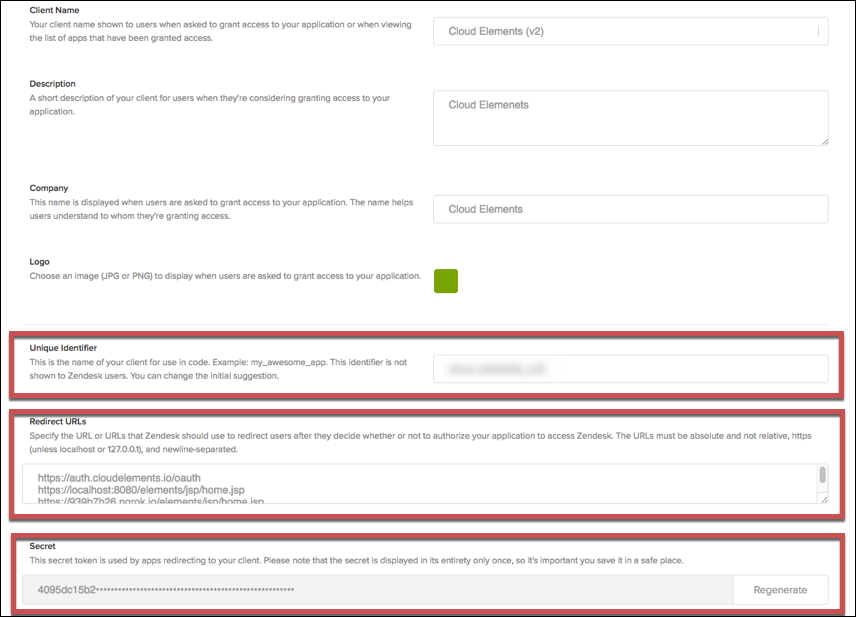 Client Name
Your client name shown to users when asked to grant access to your application or when viewing
the list of apps that have been granted access.
Cloud Elements (v2)
Description
A short description of your client for users when they're considering granting access to your
application.
Cloud Elemenets
Company
This name is displayed when users are asked to grant access to your application. The name helps
users understand to whom they're granting access.
Cloud Elements
Logo
Choose an image (JPG or PNG) to display when users are asked to grant access to your application.
Unique Identifier
This is the name of your client for use in code. Example: my_awesome_app. This identifier is not
shown to Zendesk users. You can change the initial suggestion.
Redirect URLs
Specify the URL or URLs that Zendesk should use to redirect users after they decide whether or not to authorize your application to access Zendesk. The URLs must be absolute and not relative, https
(unless localhost or 127.0.0.1), and newline-separated.
https://auth.cloudelements.io/oauth
https://localhost:8080/elements/jsp/home.jsp
https://939b7b26.ngrok.io/elements/jsp/home.jsp
Secret
This secret token is used by apps redirecting to your client. Please note that the secret is displayed in its entirety only once, so it's important you save it in a safe place.
4095dc15b2••••••••••••••••••••••••••••••••••••••••••••••••••••••
Regenerate